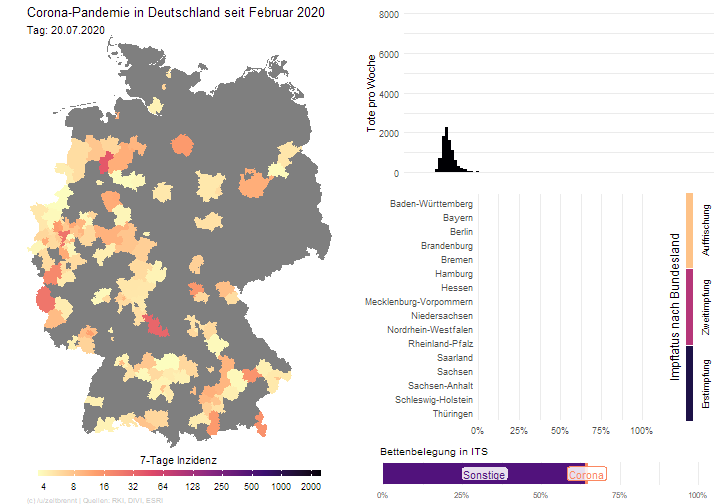 Corona-Pandemie in Deutschland seit Februar 2020
Tag: 20.07.2020
7-Tage Inzidenz
4 8 16 32 64 128 250 500 1000 2000
(c) /u/zeitbrennt | Quellen: RKI, DIVI, ESRI
Tote pro Woche
8000
6000
4000
2000
0
Impfstatus nach Bundesland
Baden-Württemberg
Bayern
Berlin
Brandenburg
Bremen
Hamburg
Hessen
Mecklenburg-Vorpommern
Niedersachsen
Nordrhein-Westfalen
Rheinland-Pfalz
Saarland
Sachsen
Sachsen-Anhalt
Schleswig-Holstein
Thüringen
0% 25% 50% 75% 100%
Auffrischung
Zweitimpfung
Erstimpfung
Bettenbelegung in ITS
Sonstige Corona
0% 25% 50% 75% 100%